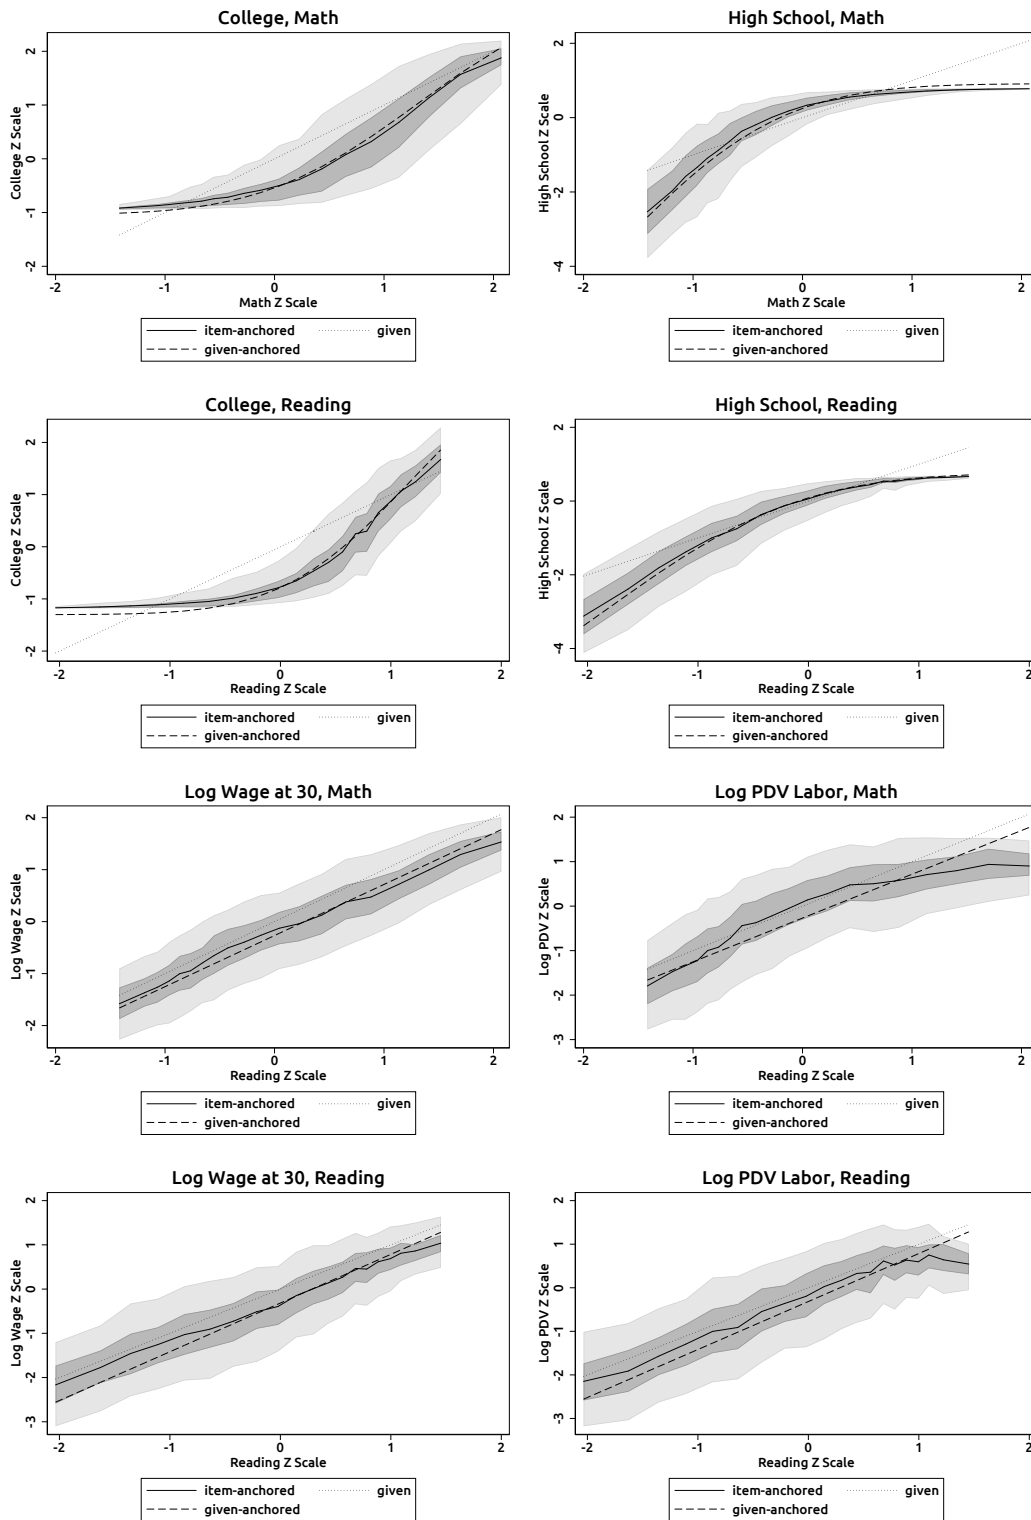 College, Math
College Z Scale
2
1
0
-1
-2
-2
-1
0
1
2
Math Z Scale
item-anchored
given
given-anchored
High School, Math
High School Z Scale
2
0
-2
-4
-2
-1
0
1
2
Math Z Scale
item-anchored
given
given-anchored
College, Reading
College Z Scale
2
1
0
-1
-2
-2
-1
0
1
2
Reading Z Scale
item-anchored
given
given-anchored
High School, Reading
High School Z Scale
2
0
-2
-4
-2
-1
0
1
2
Reading Z Scale
item-anchored
given
given-anchored
Log Wage at 30, Math
Log Wage Z Scale
2
1
0
-1
-2
-2
-1
0
1
2
Reading Z Scale
item-anchored
given
given-anchored
Log PDV Labor, Math
Log PDV Z Scale
2
1
0
-1
-2
-3
-2
-1
0
1
2
Reading Z Scale
item-anchored
given
given-anchored
Log Wage at 30, Reading
Log Wage Z Scale
2
1
0
-1
-2
-3
-2
-1
0
1
2
Reading Z Scale
item-anchored
given
given-anchored
Log PDV Labor, Reading
Log PDV Z Scale
2
1
0
-1
-2
-3
-2
-1
0
1
2
Reading Z Scale
item-anchored
given
given-anchored